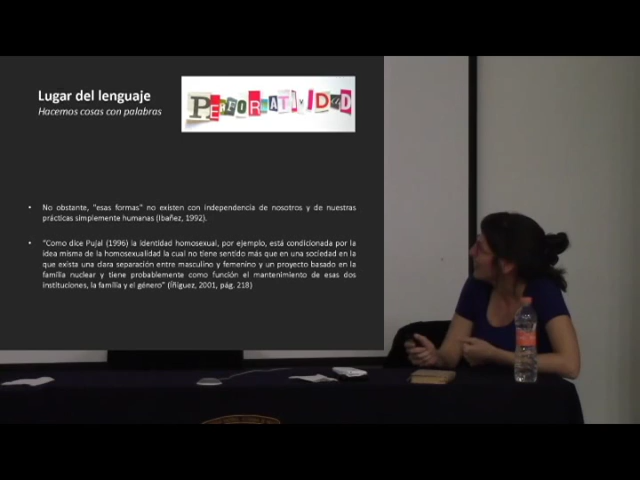 Lugar del lenguaje
Hacemos cosas con palabras
PERFORMATIVIDAD
• No obstante, "esas formas" no existen con independencia de nosotros y de nuestras
prácticas simplemente humanas (Ibañez, 1992).
• "Como dice Pujal (1996) la identidad homosexual, por ejemplo, está condicionada por la
idea misma de la homosexualidad la cual no tiene sentido más que en una sociedad en la
que exista una clara separación entre masculino y femenino y un proyecto basado en la
familia nuclear y tiene probablemente como función el mantenimiento de esas dos
instituciones, la familia y el género" (Íñiguez, 2001, pág. 218)